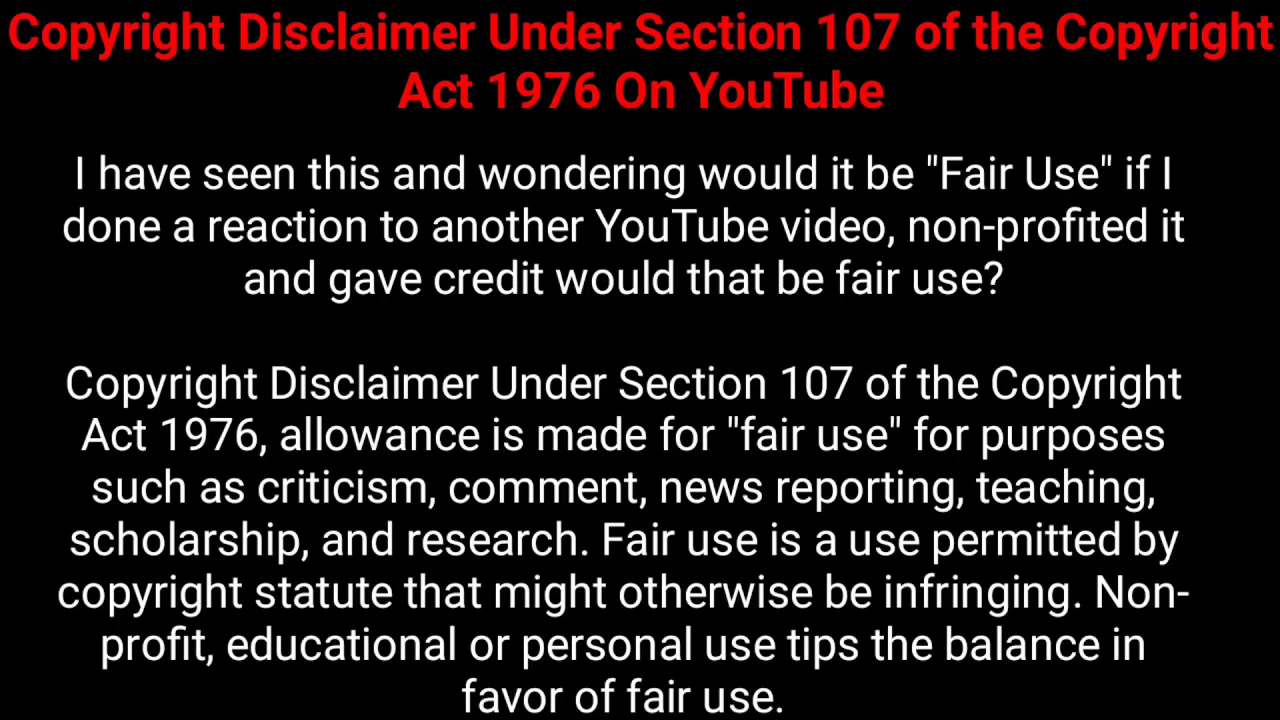 Copyright Disclaimer Under Section 107 of the Copyright
Act 1976 On YouTube
I have seen this and wondering would it be "Fair Use" if I
done a reaction to another YouTube video, non-profited it
and gave credit would that be fair use?
Copyright Disclaimer Under Section 107 of the Copyright
Act 1976, allowance is made for "fair use" for purposes
such as criticism, comment, news reporting, teaching,
scholarship, and research. Fair use is a use permitted by
copyright statute that might otherwise be infringing. Non-
profit, educational or personal use tips the balance in
favor of fair use.